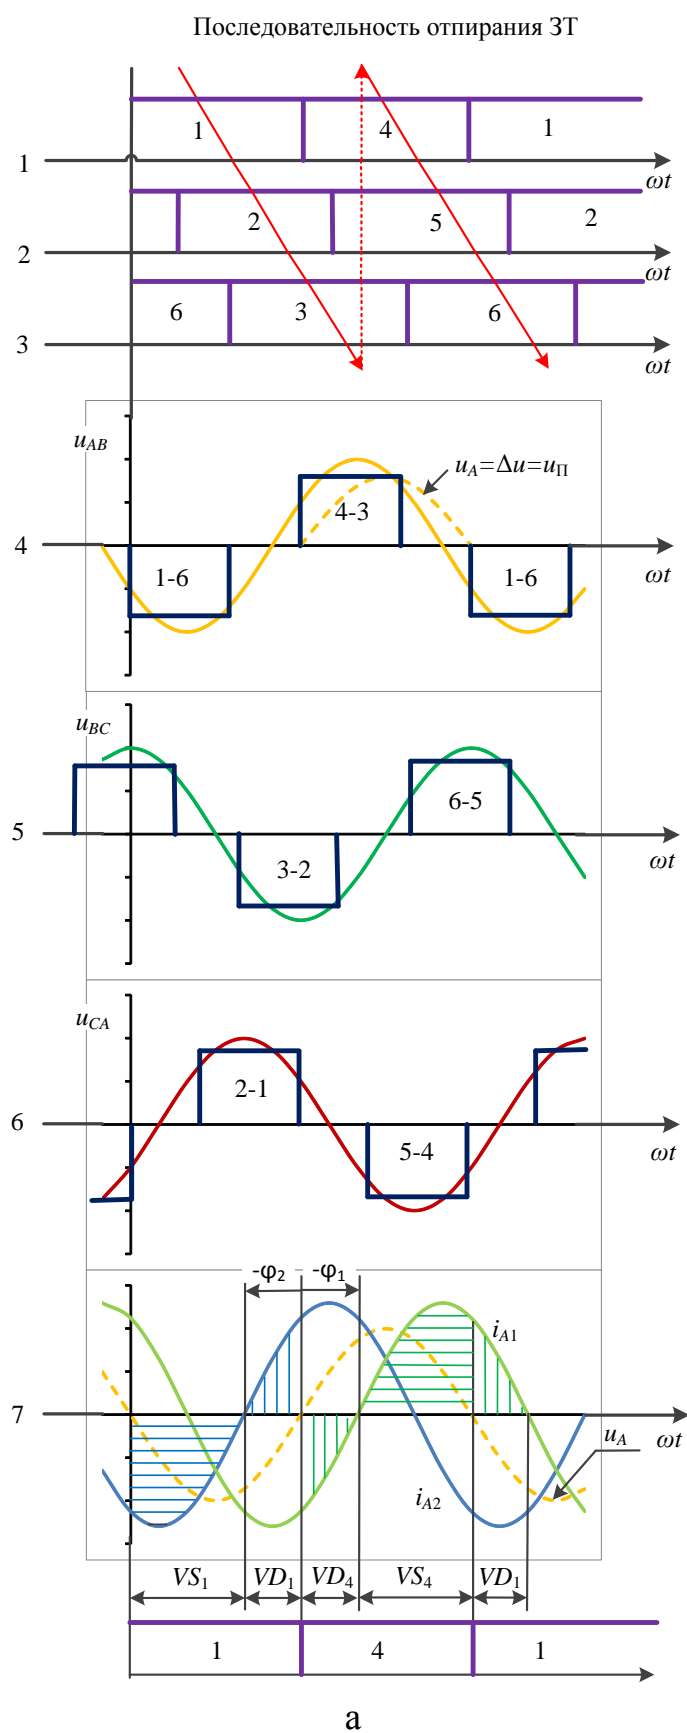 Последовательность отпирания ЗТ
1 4 1
1
ωt
2 5 2
2
ωt
6 3 6
3
ωt
u_AB
u_A=Δu=u_П
4-3
4
1-6 1-6
ωt
u_BC
6-5
5
3-2
ωt
u_CA
2-1
6
5-4
ωt
-φ₂ -φ₁
i_A1
7
u_A ωt
i_A2
VS₁ VD₁ VD₄ VS₄ VD₁
1 4 1
а